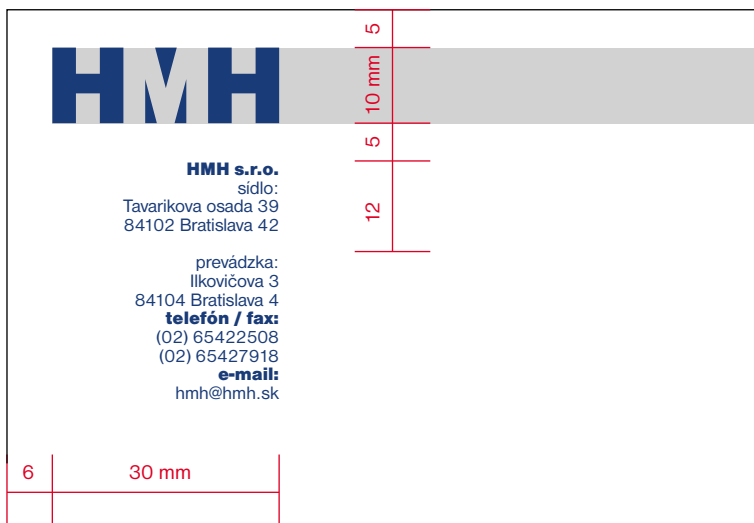 HMH
5
10 mm
5
12
HMH s.r.o.
sídlo:
Tavarikova osada 39
84102 Bratislava 42
prevádzka:
Ilkovičova 3
84104 Bratislava 4
telefón / fax:
(02) 65422508
(02) 65427918
e-mail:
hmh@hmh.sk
6
30 mm